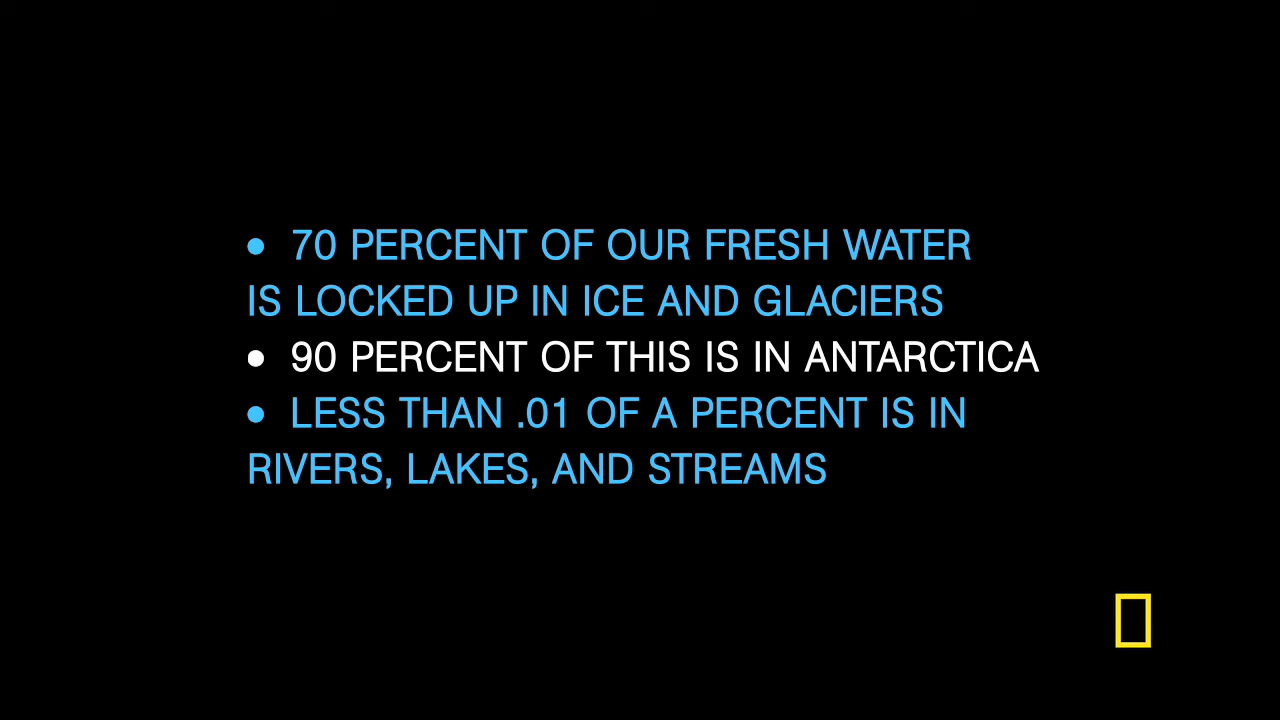 • 70 PERCENT OF OUR FRESH WATER
IS LOCKED UP IN ICE AND GLACIERS
• 90 PERCENT OF THIS IS IN ANTARCTICA
• LESS THAN .01 OF A PERCENT IS IN
RIVERS, LAKES, AND STREAMS